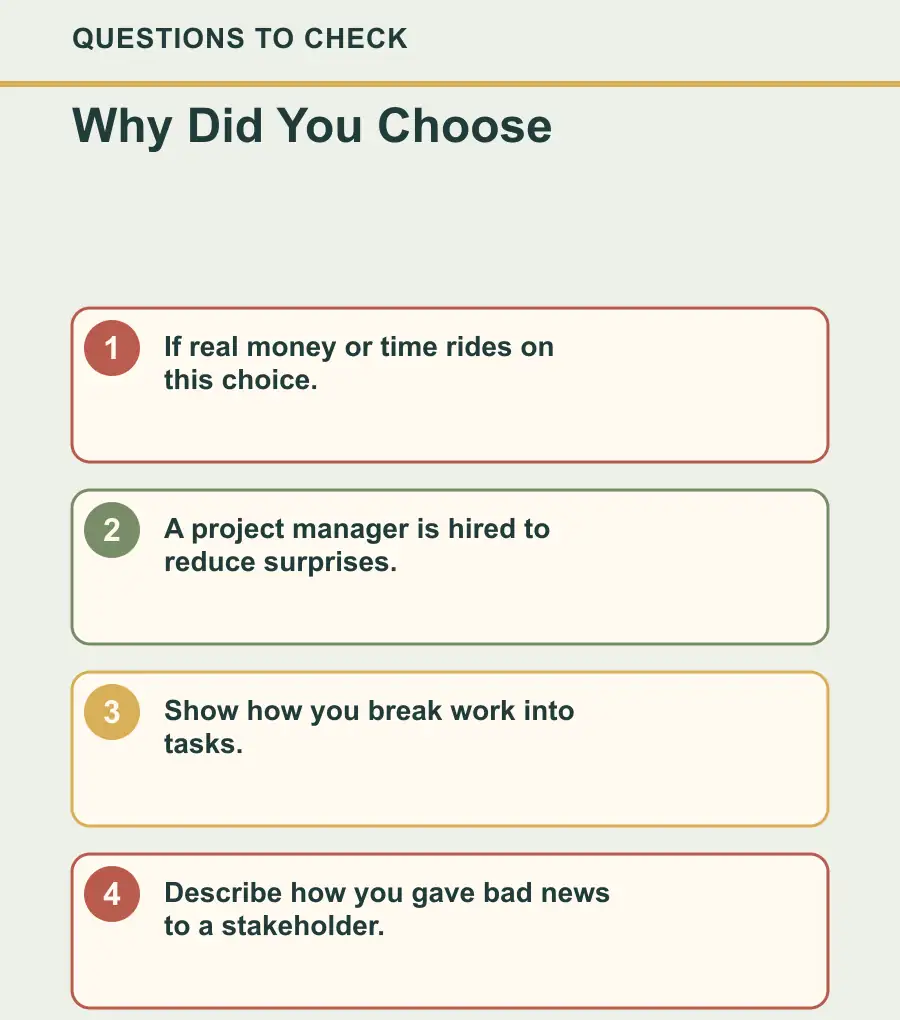 QUESTIONS TO CHECK
Why Did You Choose
1
If real money or time rides on
this choice.
2
A project manager is hired to
reduce surprises.
3
Show how you break work into
tasks.
4
Describe how you gave bad news
to a stakeholder.